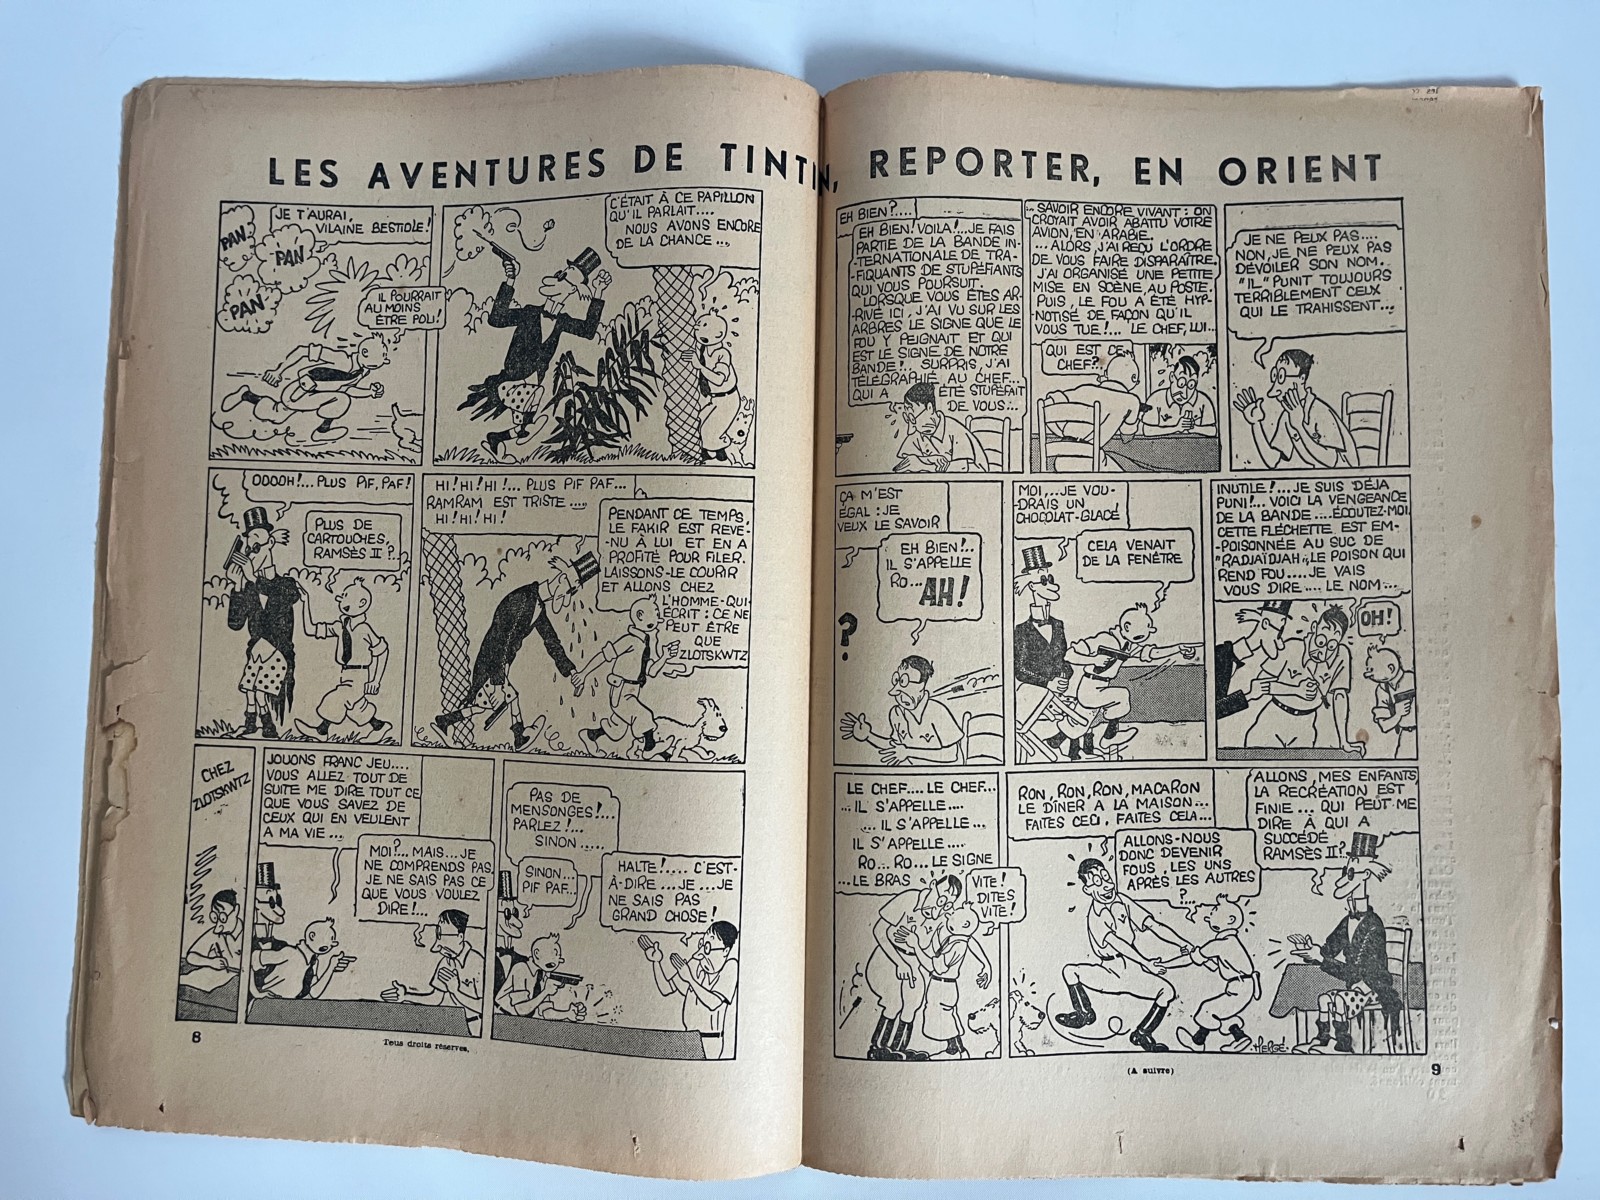 LES AVENTURES DE TINTIN, REPORTER, EN ORIENT
PAN
PAN
PAN
JE T'AURAI,
VILAINE BESTIOLE!
IL POURRAIT
AU MOINS
ÊTRE POLI!
C'ÉTAIT À CE PAPILLON
QU'IL PARLAIT....
NOUS AVONS ENCORE
DE LA CHANCE...
OOOOH!... PLUS PIF, PAF!
PLUS DE
CARTOUCHES,
RAMSÈS II?..
HI! HI! HI!... PLUS PIF PAF...
RAMRAM EST TRISTE.....
HI! HI! HI!
PENDANT CE TEMPS,
LE FAKIR EST REVE-
NU À LUI ET EN A
PROFITÉ POUR FILER.
LAISSONS-LE COURIR
ET ALLONS CHEZ
L'HOMME-QUI-
ÉCRIT: CE NE
PEUT ÊTRE
QUE
ZLOTSKWTZ
CHEZ
ZLOTSKWTZ
JOUONS FRANC JEU....
VOUS ALLEZ TOUT DE
SUITE ME DIRE TOUT CE
QUE VOUS SAVEZ DE
CEUX QUI EN VEULENT
A MA VIE...
MOI?... MAIS...JE
NE COMPRENDS PAS,
JE NE SAIS PAS CE
QUE VOUS VOULEZ
DIRE!...
PAS DE
MENSONGES!...
PARLEZ!...
SINON.....
SINON...
PIF PAF...
HALTE!.... C'EST-
À-DIRE....JE...JE
NE SAIS PAS
GRAND CHOSE!
8
Tous droits réservés.
EH BIEN?....
EH BIEN! VOILA!...JE FAIS
PARTIE DE LA BANDE IN-
TERNATIONALE DE TRA-
FIQUANTS DE STUPÉFIANTS
QUI VOUS POURSUIT.
LORSQUE VOUS ÊTES AR-
RIVÉ ICI, J'AI VU SUR LES
ARBRES LE SIGNE QUE LE
FOU Y PEIGNAIT ET QUI
EST LE SIGNE DE NOTRE
BANDE!.. SURPRIS, J'AI
TÉLÉGRAPHIÉ AU CHEF...
QUI A ÉTÉ STUPÉFAIT
DE VOUS...
... SAVOIR ENCORE VIVANT: ON
CROYAIT AVOIR ABATTU VOTRE
AVION, EN ARABIE.
... ALORS, J'AI REÇU L'ORDRE
DE VOUS FAIRE DISPARAÎTRE.
J'AI ORGANISÉ UNE PETITE
MISE EN SCÈNE, AU POSTE.
PUIS, LE FOU A ÉTÉ HYP-
NOTISÉ DE FAÇON QU'IL
VOUS TUE!... LE CHEF, LUI...
QUI EST CE
CHEF?..
JE NE PEUX PAS....
NON, JE NE PEUX PAS
DÉVOILER SON NOM.
"IL" PUNIT TOUJOURS
TERRIBLEMENT CEUX
QUI LE TRAHISSENT...
ÇA M'EST
ÉGAL: JE
VEUX LE SAVOIR
EH BIEN!..
IL S'APPELLE
RO... AH!
?
MOI,..JE VOU-
DRAIS UN
CHOCOLAT-GLACÉ
CELA VENAIT
DE LA FENÊTRE
INUTILE!...JE SUIS DÉJÀ
PUNI!... VOICI LA VENGEANCE
DE LA BANDE....ÉCOUTEZ-MOI.
CETTE FLÉCHETTE EST EM-
-POISONNÉE AU SUC DE
"RADJAÏDJAH", LE POISON QUI
REND FOU....JE VAIS
VOUS DIRE.... LE NOM...
OH!
LE CHEF.... LE CHEF...
... IL S'APPELLE....
... IL S'APPELLE...
IL S'APPELLE....
RO... RO... LE SIGNE
...LE BRAS
VITE!
DITES
VITE!
RON, RON, RON, MACARON
LE DÎNER A LA MAISON...
FAITES CECI, FAITES CELA...
ALLONS-NOUS
DONC DEVENIR
FOUS, LES UNS
APRÈS LES AUTRES
?...
ALLONS, MES ENFANTS,
LA RECRÉATION EST
FINIE... QUI PEUT ME
DIRE À QUI A
SUCCÉDÉ
RAMSÈS II?
HERGÉ
(A suivre)
9